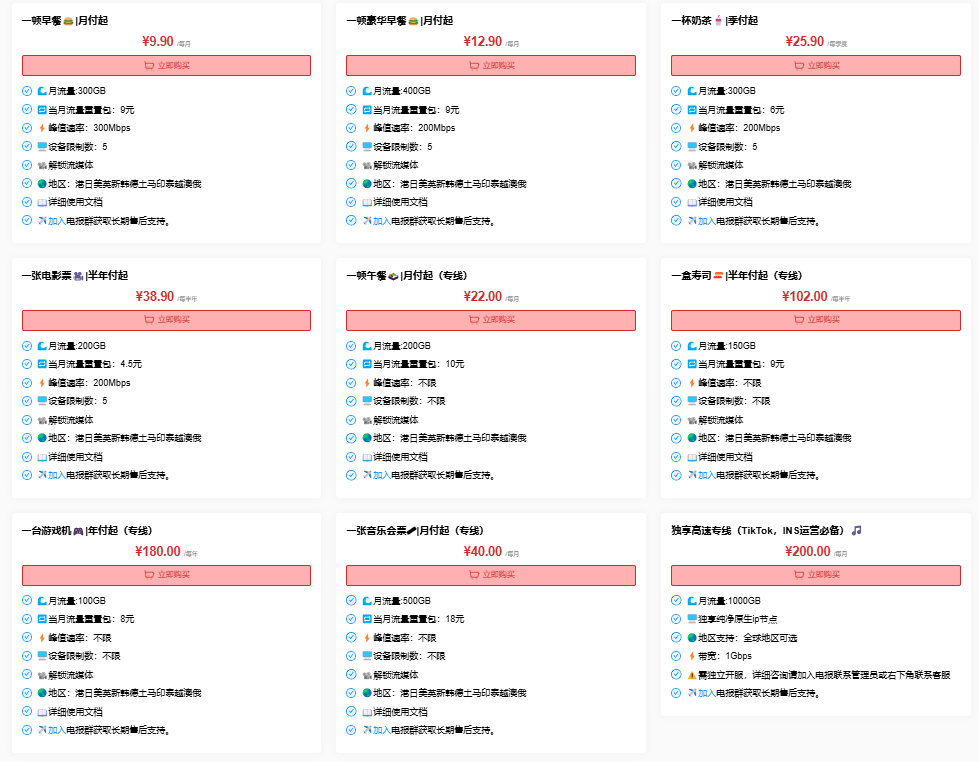 一顿早餐🍔|月付起
¥9.90 /每月
立即购买
🌊月流量:300GB
🔁当月流量重置包：9元
⚡峰值速率：300Mbps
🖥️设备限制数：5
📽️解锁流媒体
🌏地区：港日美英新韩德土马印泰越澳俄
📖详细使用文档
✈️加入电报群获取长期售后支持。
一顿豪华早餐🍔|月付起
¥12.90 /每月
立即购买
🌊月流量:400GB
🔁当月流量重置包：9元
⚡峰值速率：200Mbps
🖥️设备限制数：5
📽️解锁流媒体
🌏地区：港日美英新韩德土马印泰越澳俄
📖详细使用文档
✈️加入电报群获取长期售后支持。
一杯奶茶🥤|季付起
¥25.90 /每季度
立即购买
🌊月流量:300GB
🔁当月流量重置包：6元
⚡峰值速率：200Mbps
🖥️设备限制数：5
📽️解锁流媒体
🌏地区：港日美英新韩德土马印泰越澳俄
📖详细使用文档
✈️加入电报群获取长期售后支持。
一张电影票🎥|半年付起
¥38.90 /每半年
立即购买
🌊月流量:200GB
🔁当月流量重置包：4.5元
⚡峰值速率：200Mbps
🖥️设备限制数：5
📽️解锁流媒体
🌏地区：港日美英新韩德土马印泰越澳俄
📖详细使用文档
✈️加入电报群获取长期售后支持。
一顿午餐🍛|月付起（专线）
¥22.00 /每月
立即购买
🌊月流量:200GB
🔁当月流量重置包：10元
⚡峰值速率：不限
🖥️设备限制数：不限
📽️解锁流媒体
🌏地区：港日美英新韩德土马印泰越澳俄
📖详细使用文档
✈️加入电报群获取长期售后支持。
一盒寿司🍣|半年付起（专线）
¥102.00 /每半年
立即购买
🌊月流量:150GB
🔁当月流量重置包：9元
⚡峰值速率：不限
🖥️设备限制数：不限
📽️解锁流媒体
🌏地区：港日美英新韩德土马印泰越澳俄
📖详细使用文档
✈️加入电报群获取长期售后支持。
一台游戏机🎮|年付起（专线）
¥180.00 /每年
立即购买
🌊月流量:100GB
🔁当月流量重置包：8元
⚡峰值速率：不限
🖥️设备限制数：不限
📽️解锁流媒体
🌏地区：港日美英新韩德土马印泰越澳俄
📖详细使用文档
✈️加入电报群获取长期售后支持。
一张音乐会票|月付起（专线）
¥40.00 /每月
立即购买
🌊月流量:500GB
🔁当月流量重置包：18元
⚡峰值速率：不限
🖥️设备限制数：不限
📽️解锁流媒体
🌏地区：港日美英新韩德土马印泰越澳俄
📖详细使用文档
✈️加入电报群获取长期售后支持。
独享高速专线（TikTok，INS运营必备）🎵
¥200.00 /每月
立即购买
🌊月流量:1000GB
🖥️独享纯净原生ip节点
🌏地区支持：全球地区可选
⚡带宽：1Gbps
⚠️需独立开服，详细咨询请加入电报联系管理员或右下角联系客服
✈️加入电报群获取长期售后支持。